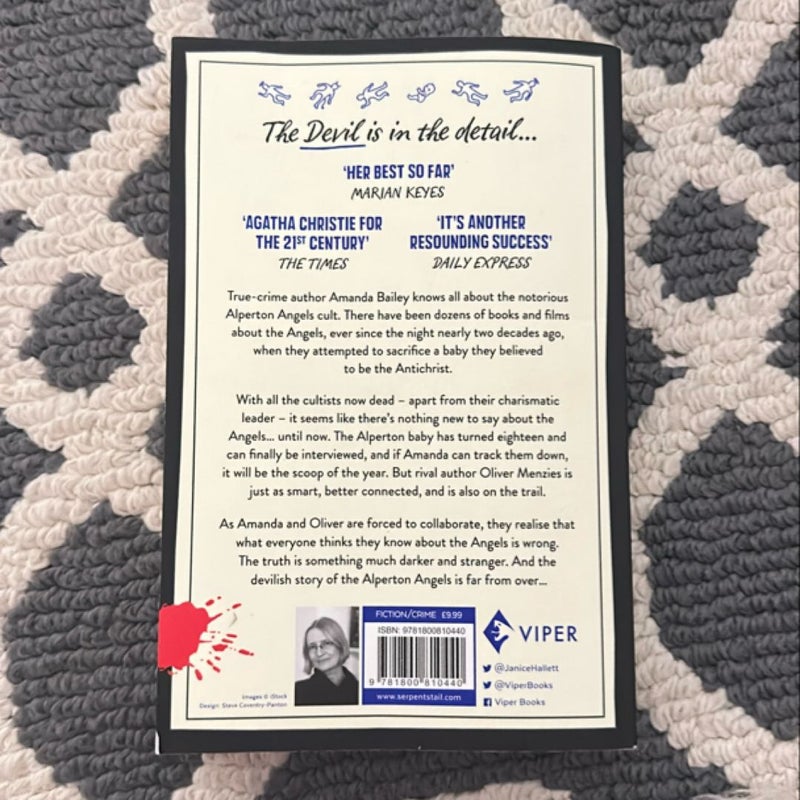 The Devil is in the detail...
'HER BEST SO FAR'
MARIAN KEYES
'AGATHA CHRISTIE FOR
THE 21ST CENTURY'
THE TIMES
'IT'S ANOTHER
RESOUNDING SUCCESS'
DAILY EXPRESS
True-crime author Amanda Bailey knows all about the notorious
Alperton Angels cult. There have been dozens of books and films
about the Angels, ever since the night nearly two decades ago,
when they attempted to sacrifice a baby they believed
to be the Antichrist.
With all the cultists now dead – apart from their charismatic
leader – it seems like there's nothing new to say about the
Angels... until now. The Alperton baby has turned eighteen and
can finally be interviewed, and if Amanda can track them down,
it will be the scoop of the year. But rival author Oliver Menzies is
just as smart, better connected, and is also on the trail.
As Amanda and Oliver are forced to collaborate, they realise that
what everyone thinks they know about the Angels is wrong.
The truth is something much darker and stranger. And the
devilish story of the Alperton Angels is far from over...
Images © iStock
Design: Steve Coventry-Panton
FICTION/CRIME £9.99
ISBN: 9781800810440
9 781800 810440
www.serpentstail.com
VIPER
@JaniceHallett
@ViperBooks
Viper Books